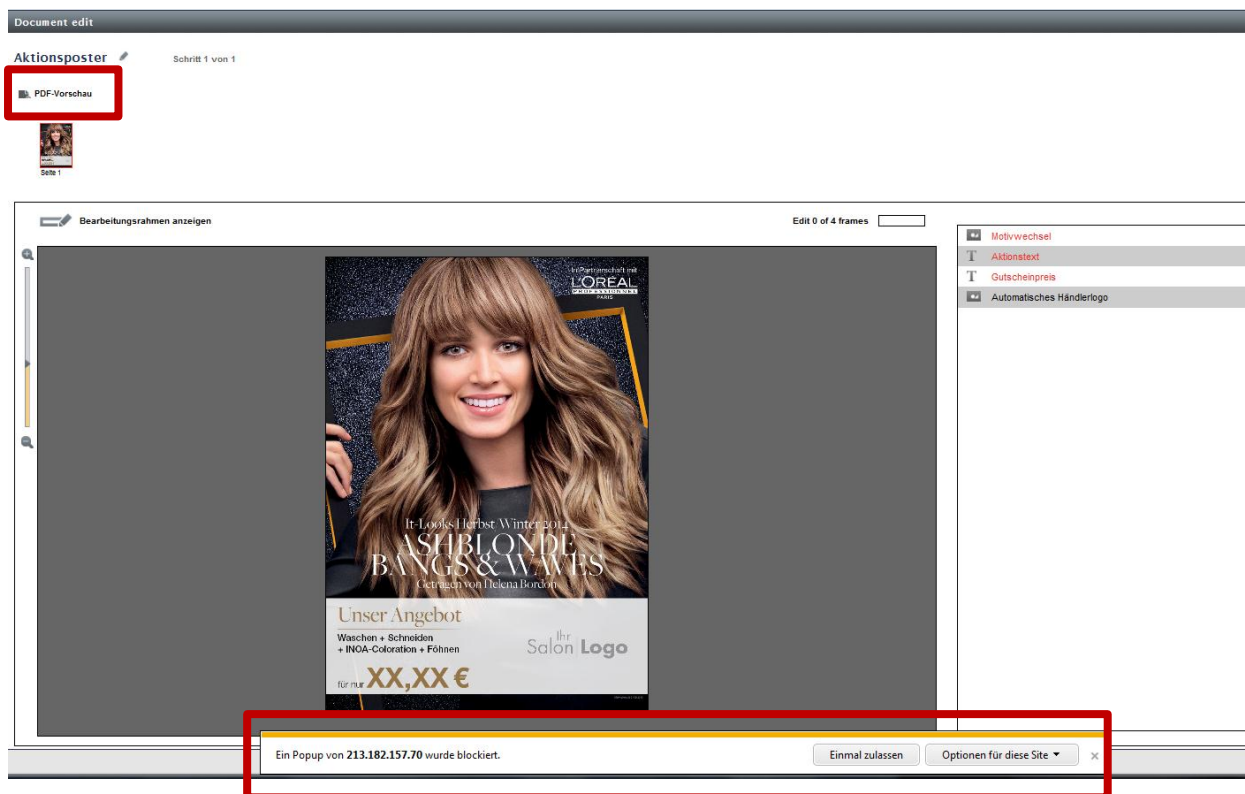 Document edit
Aktionsposter
Schritt 1 von 1
PDF-Vorschau
Seite 1
Bearbeitungsrahmen anzeigen
Edit 0 of 4 frames
Motivwechsel
T Aktionstext
T Gutscheinpreis
Automatisches Händlerlogo
In Partnerschaft mit
L'ORÉAL
PROFESSIONNEL
PARIS
It-Looks Herbst Winter 2014
ASHBLONDE
BANGS & WAVES
Getragen von Helena Bordon
Unser Angebot
Waschen + Schneiden
+ INOA-Coloration + Föhnen
für nur XX,XX €
Ihr
Salon Logo
Ein Popup von 213.182.157.70 wurde blockiert.
Einmal zulassen
Optionen für diese Site